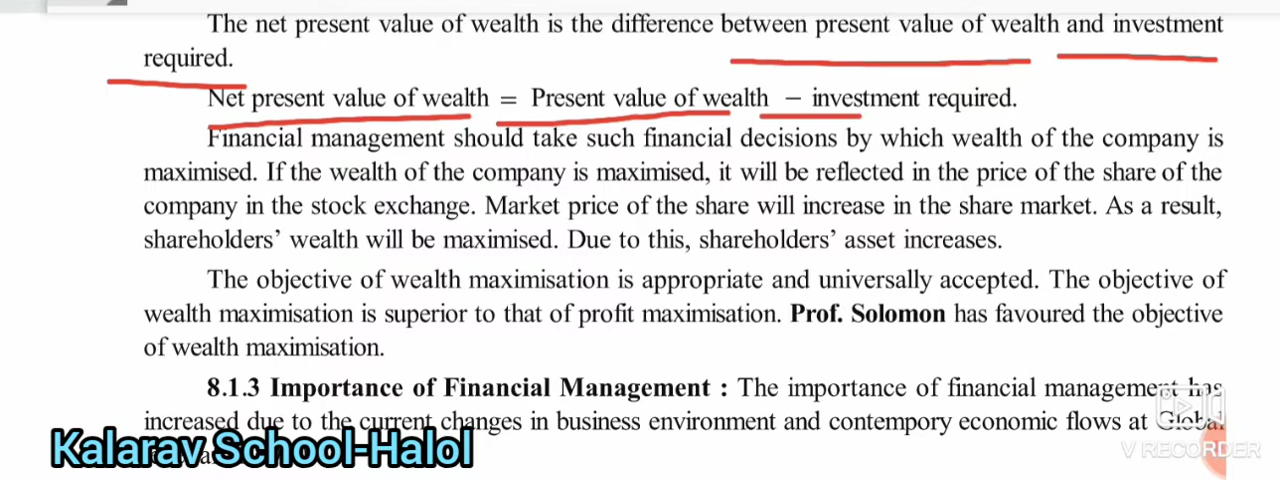 The net present value of wealth is the difference between present value of wealth and investment
required.
Net present value of wealth = Present value of wealth – investment required.
Financial management should take such financial decisions by which wealth of the company is
maximised. If the wealth of the company is maximised, it will be reflected in the price of the share of the
company in the stock exchange. Market price of the share will increase in the share market. As a result,
shareholders’ wealth will be maximised. Due to this, shareholders’ asset increases.
The objective of wealth maximisation is appropriate and universally accepted. The objective of
wealth maximisation is superior to that of profit maximisation. Prof. Solomon has favoured the objective
of wealth maximisation.
8.1.3 Importance of Financial Management : The importance of financial management has
increased due to the current changes in business environment and contempory economic flows at Global
Kalarav School-Halol
V RECORDER